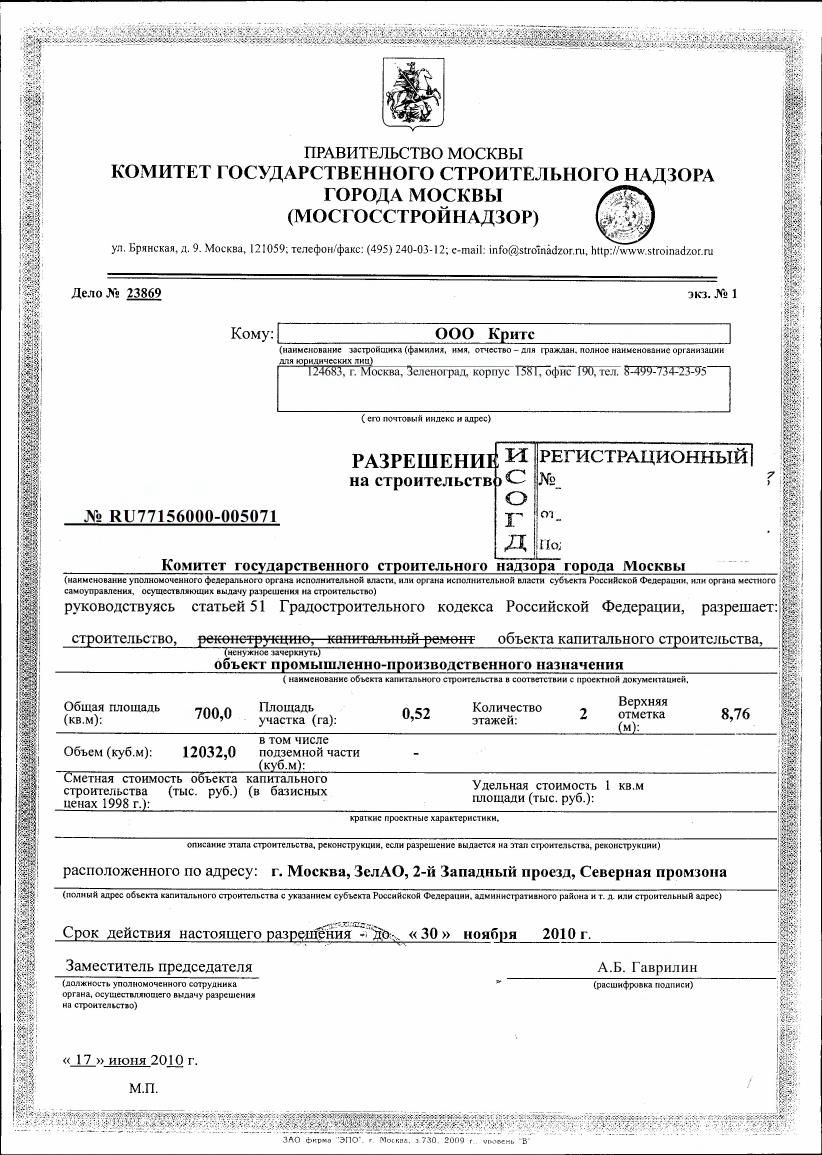 ПРАВИТЕЛЬСТВО МОСКВЫ
КОМИТЕТ ГОСУДАРСТВЕННОГО СТРОИТЕЛЬНОГО НАДЗОРА
ГОРОДА МОСКВЫ
(МОСГОССТРОЙНАДЗОР)
ул. Брянская, д. 9. Москва, 121059; телефон/факс: (495) 240-03-12; e-mail: info@stroinadzor.ru, http://www.stroinadzor.ru
Дело № 23869 экз. № 1
Кому: ООО Критс
(наименование застройщика (фамилия, имя, отчество – для граждан, полное наименование организации
для юридических лиц)
124683, г. Москва, Зеленоград, корпус 1581, офис 190, тел. 8-499-734-23-95
( его почтовый индекс и адрес)
РАЗРЕШЕНИЕ
на строительство
ИСОГД
РЕГИСТРАЦИОННЫЙ
№
от
По:
№ RU77156000-005071
Комитет государственного строительного надзора города Москвы
(наименование уполномоченного федерального органа исполнительной власти, или органа исполнительной власти субъекта Российской Федерации, или органа местного
самоуправления, осуществляющих выдачу разрешения на строительство)
руководствуясь статьей 51 Градостроительного кодекса Российской Федерации, разрешает:
строительство, реконструкцию, капитальный ремонт объекта капитального строительства,
(ненужное зачеркнуть)
объект промышленно-производственного назначения
( наименование объекта капитального строительства в соответствии с проектной документацией,
Общая площадь (кв.м): 700,0 Площадь участка (га): 0,52 Количество этажей: 2 Верхняя отметка (м): 8,76
Объем (куб.м): 12032,0 в том числе подземной части (куб.м): -
Сметная стоимость объекта капитального
строительства (тыс. руб.) (в базисных
ценах 1998 г.):
Удельная стоимость 1 кв.м
площади (тыс. руб.):
краткие проектные характеристики,
описание этапа строительства, реконструкции, если разрешение выдается на этап строительства, реконструкции)
расположенного по адресу: г. Москва, ЗелАО, 2-й Западный проезд, Северная промзона
(полный адрес объекта капитального строительства с указанием субъекта Российской Федерации, административного района и т. д. или строительный адрес)
Срок действия настоящего разрешения - до « 30 » ноября 2010 г.
Заместитель председателя А.Б. Гаврилин
(должность уполномоченного сотрудника
органа, осуществляющего выдачу разрешения
на строительство)
(расшифровка подписи)
« 17 » июня 2010 г.
М.П.
ЗАО фирма "ЭПО", г. Москва, з.730, 2009 г., уровень "В"